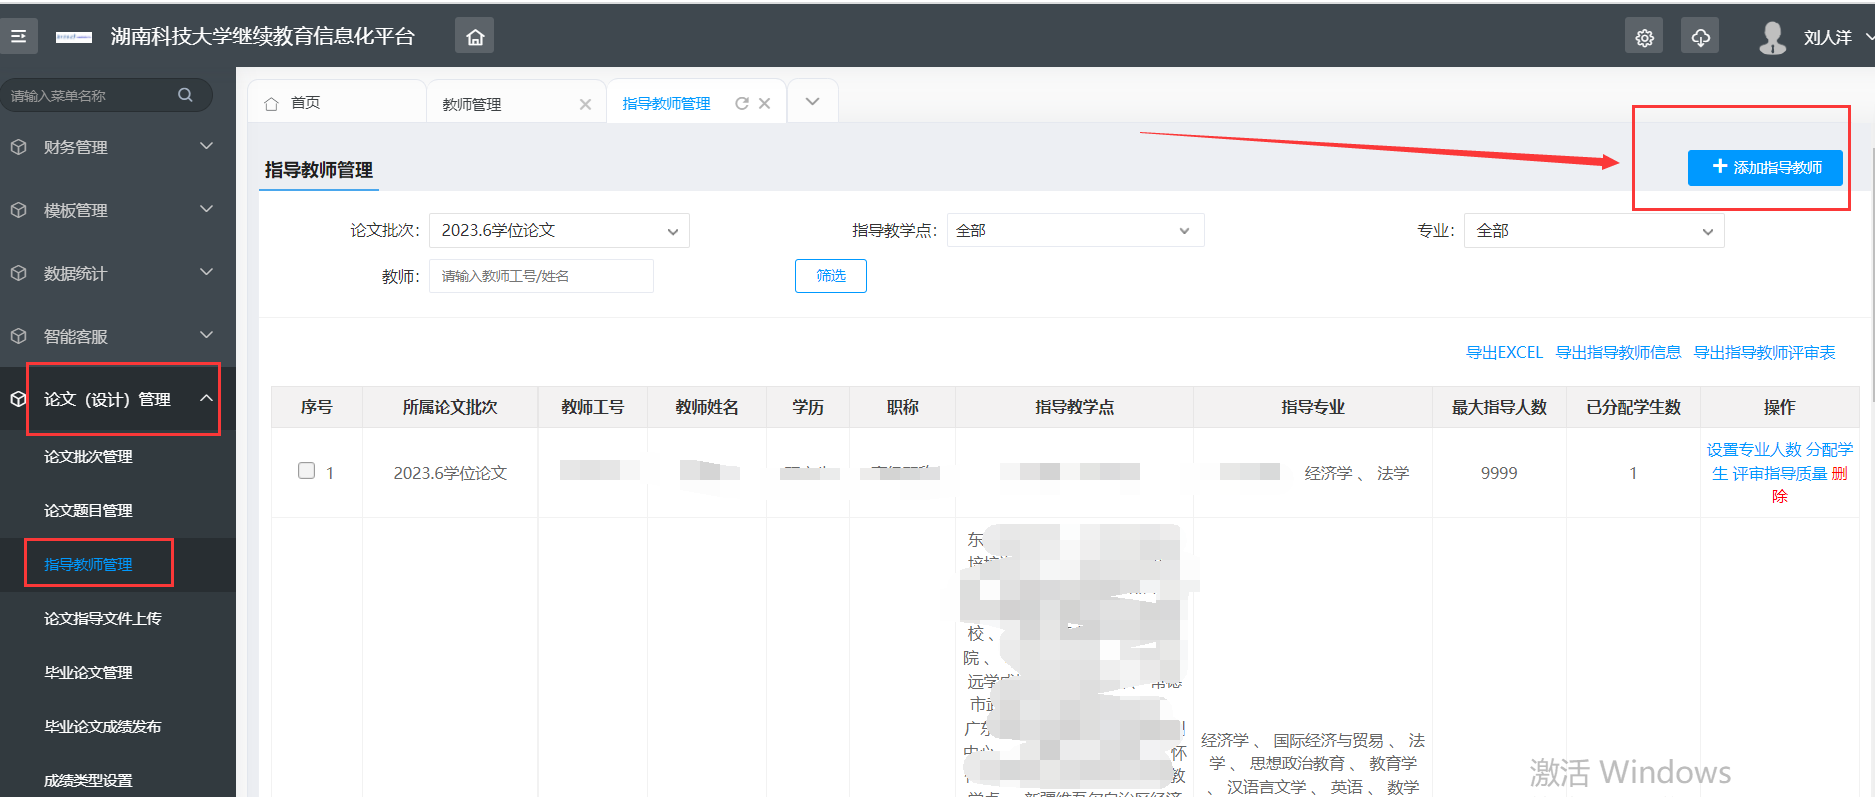 湖南科技大学继续教育信息化平台
刘人洋
请输入菜单名称
财务管理
模板管理
数据统计
智能客服
论文（设计）管理
论文批次管理
论文题目管理
指导教师管理
论文指导文件上传
毕业论文管理
毕业论文成绩发布
成绩类型设置
首页
教师管理
指导教师管理
指导教师管理
添加指导教师
论文批次： 2023.6学位论文 指导教学点： 全部 专业： 全部
教师： 请输入教师工号/姓名 筛选
导出EXCEL 导出指导教师信息 导出指导教师评审表
序号 所属论文批次 教师工号 教师姓名 学历 职称 指导教学点 指导专业 最大指导人数 已分配学生数 操作
1 2023.6学位论文 经济学 、 法学 9999 1
设置专业人数 分配学
生 评审指导质量 删
除
东
校 、
院 、
远学
市
广东
怀
教
经济学 、 国际经济与贸易 、 法
学 、 思想政治教育 、 教育学
、 汉语言文学 、 英语 、 数学
激活 Windows